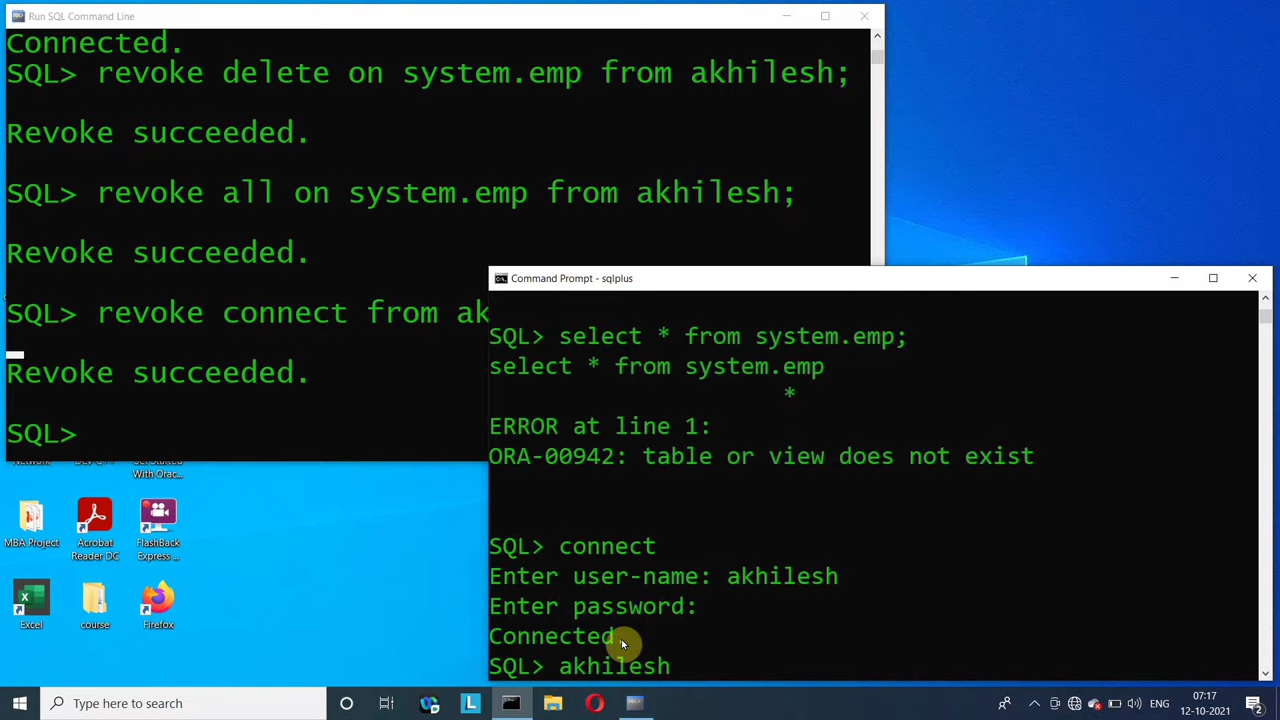 Run SQL Command Line
Connected.
SQL> revoke delete on system.emp from akhilesh;
Revoke succeeded.
SQL> revoke all on system.emp from akhilesh;
Revoke succeeded.
SQL> revoke connect from ak
Revoke succeeded.
SQL>
Command Prompt - sqlplus
SQL> select * from system.emp;
select * from system.emp
*
ERROR at line 1:
ORA-00942: table or view does not exist
SQL> connect
Enter user-name: akhilesh
Enter password:
Connected.
SQL> akhilesh
With Orac...
MBA Project
Acrobat
Reader DC
FlashBack
Express ...
Excel
course
Firefox
Type here to search
L
ENG
07:17
12-10-2021
2